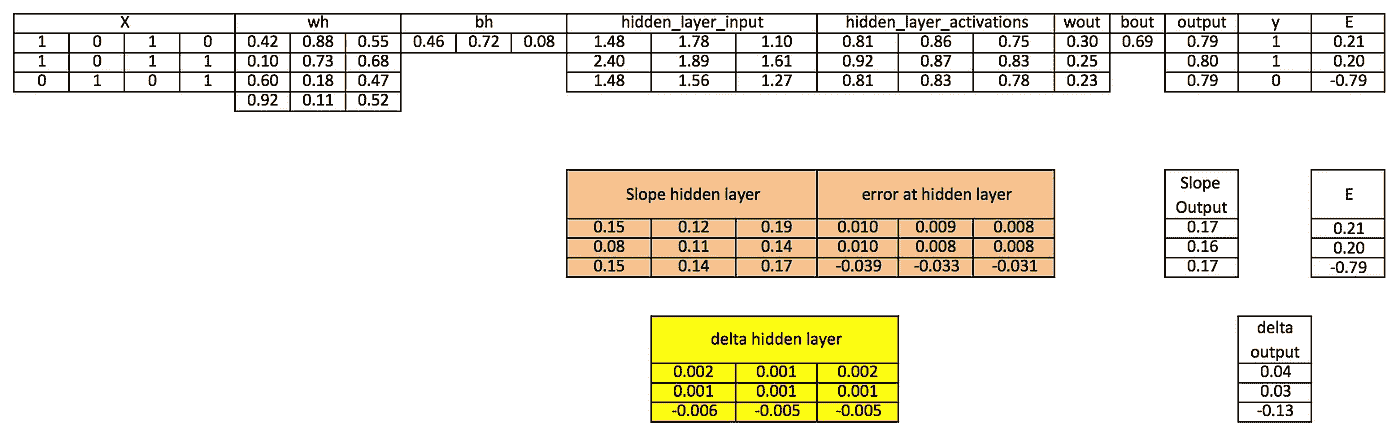 X wh bh hidden_layer_input hidden_layer_activations wout bout output y E
1 0 1 0 0.42 0.88 0.55 0.46 0.72 0.08 1.48 1.78 1.10 0.81 0.86 0.75 0.30 0.69 0.79 1 0.21
1 0 1 1 0.10 0.73 0.68 2.40 1.89 1.61 0.92 0.87 0.83 0.25 0.80 1 0.20
0 1 0 1 0.60 0.18 0.47 1.48 1.56 1.27 0.81 0.83 0.78 0.23 0.79 0 -0.79
0.92 0.11 0.52
Slope hidden layer error at hidden layer Slope
Output E
0.15 0.12 0.19 0.010 0.009 0.008 0.17 0.21
0.08 0.11 0.14 0.010 0.008 0.008 0.16 0.20
0.15 0.14 0.17 -0.039 -0.033 -0.031 0.17 -0.79
delta hidden layer delta
output
0.002 0.001 0.002 0.04
0.001 0.001 0.001 0.03
-0.006 -0.005 -0.005 -0.13